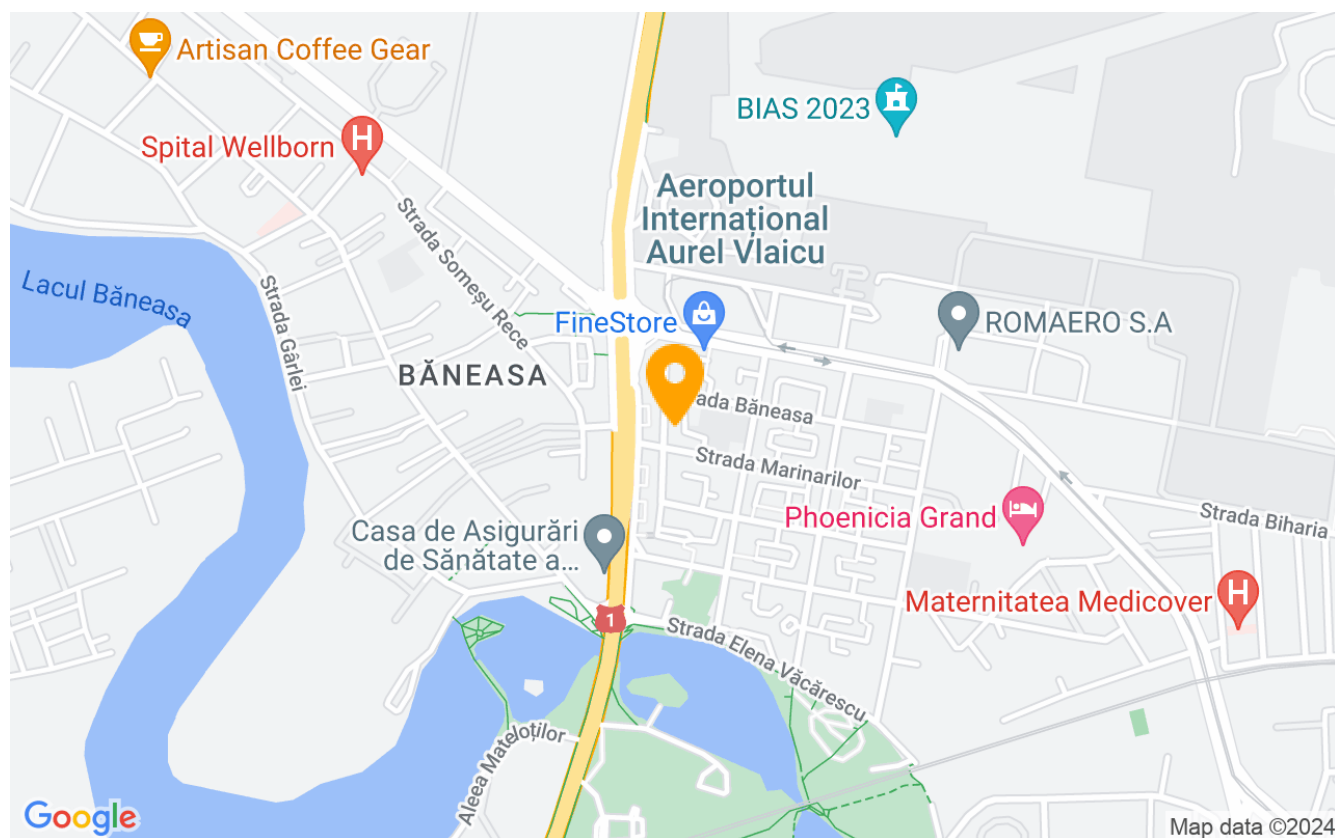 Artisan Coffee Gear
BIAS 2023
Spital Wellborn
Aeroportul
Internațional
Aurel Vlaicu
Strada Someșu Rece
Lacul Băneasa
Strada Gârlei
FineStore
ROMAERO S.A
BĂNEASA
ada Băneasa
Strada Marinarilor
Phoenicia Grand
Strada Biharia
Casa de Asigurări
de Sănătate a...
Maternitatea Medicover
1
Strada Elena Văcărescu
Aleea Mateloților
Google
Map data ©2024